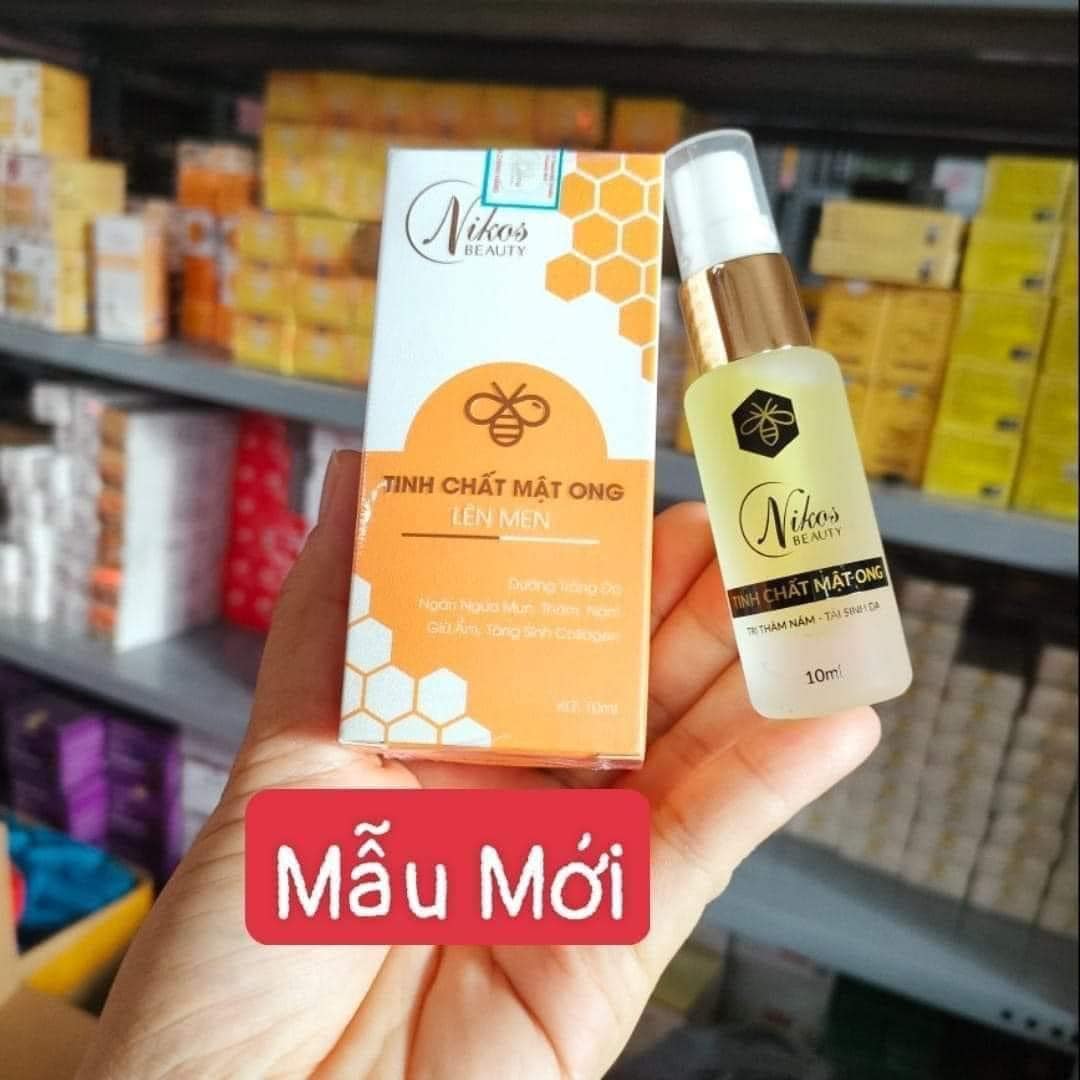 Nikos
BEAUTY
TINH CHẤT MẬT ONG
LÊN MEN
Dưỡng Trắng Da
Ngăn Ngừa Mụn, Thâm, Nám
Giữ Ẩm, Tăng Sinh Collagen
10ml
Nikos
BEAUTY
TINH CHẤT MẬT ONG
TRỊ THÂM NÁM - TÁI SINH DA
10ml
Mẫu Mới